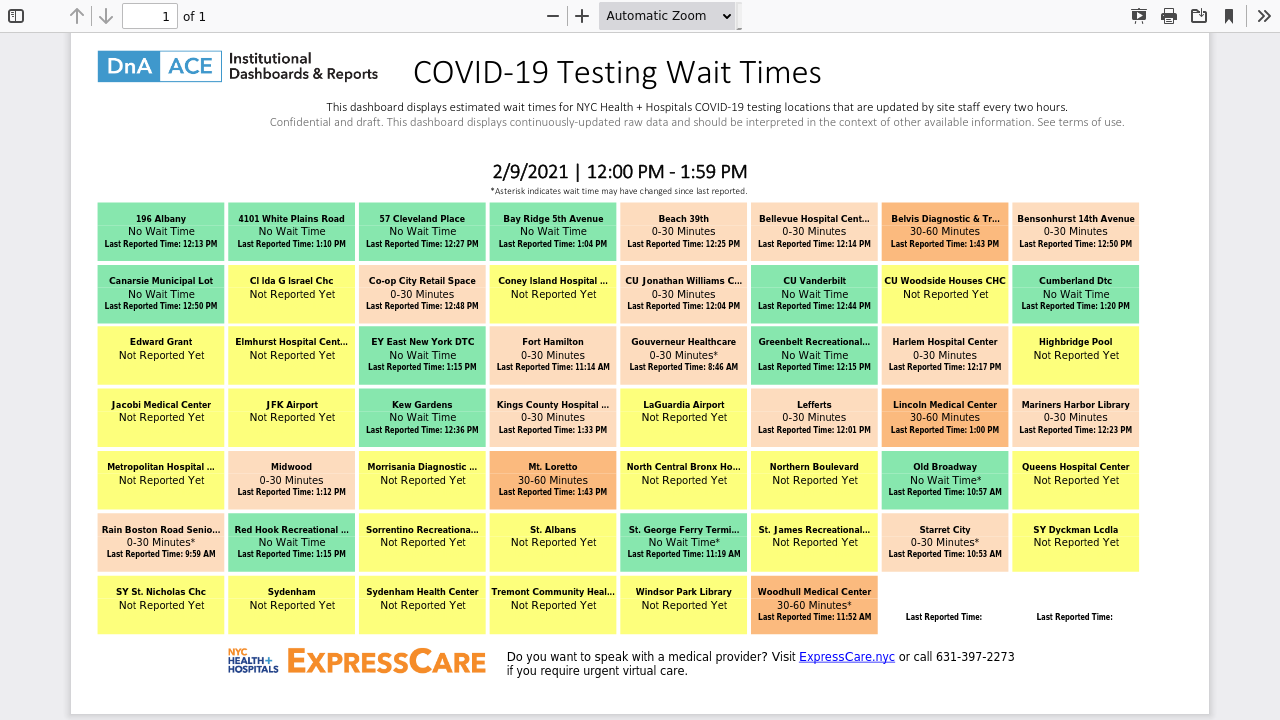 1 of 1 Automatic Zoom
DnA ACE Institutional Dashboards & Reports
COVID-19 Testing Wait Times
This dashboard displays estimated wait times for NYC Health + Hospitals COVID-19 testing locations that are updated by site staff every two hours.
Confidential and draft. This dashboard displays continuously-updated raw data and should be interpreted in the context of other available information. See terms of use.
2/9/2021 | 12:00 PM - 1:59 PM
*Asterisk indicates wait time may have changed since last reported.
196 Albany
No Wait Time
Last Reported Time: 12:13 PM
4101 White Plains Road
No Wait Time
Last Reported Time: 1:10 PM
57 Cleveland Place
No Wait Time
Last Reported Time: 12:27 PM
Bay Ridge 5th Avenue
No Wait Time
Last Reported Time: 1:04 PM
Beach 39th
0-30 Minutes
Last Reported Time: 12:25 PM
Bellevue Hospital Cent...
0-30 Minutes
Last Reported Time: 12:14 PM
Belvis Diagnostic & Tr...
30-60 Minutes
Last Reported Time: 1:43 PM
Bensonhurst 14th Avenue
0-30 Minutes
Last Reported Time: 12:50 PM
Canarsie Municipal Lot
No Wait Time
Last Reported Time: 12:50 PM
Cl Ida G Israel Chc
Not Reported Yet
Co-op City Retail Space
0-30 Minutes
Last Reported Time: 12:48 PM
Coney Island Hospital ...
Not Reported Yet
CU Jonathan Williams C...
0-30 Minutes
Last Reported Time: 12:04 PM
CU Vanderbilt
No Wait Time
Last Reported Time: 12:44 PM
CU Woodside Houses CHC
Not Reported Yet
Cumberland Dtc
No Wait Time
Last Reported Time: 1:20 PM
Edward Grant
Not Reported Yet
Elmhurst Hospital Cent...
Not Reported Yet
EY East New York DTC
No Wait Time
Last Reported Time: 1:15 PM
Fort Hamilton
0-30 Minutes
Last Reported Time: 11:14 AM
Gouverneur Healthcare
0-30 Minutes*
Last Reported Time: 8:46 AM
Greenbelt Recreational...
No Wait Time
Last Reported Time: 12:15 PM
Harlem Hospital Center
0-30 Minutes
Last Reported Time: 12:17 PM
Highbridge Pool
Not Reported Yet
Jacobi Medical Center
Not Reported Yet
JFK Airport
Not Reported Yet
Kew Gardens
No Wait Time
Last Reported Time: 12:36 PM
Kings County Hospital ...
0-30 Minutes
Last Reported Time: 1:33 PM
LaGuardia Airport
Not Reported Yet
Lefferts
0-30 Minutes
Last Reported Time: 12:01 PM
Lincoln Medical Center
30-60 Minutes
Last Reported Time: 1:00 PM
Mariners Harbor Library
0-30 Minutes
Last Reported Time: 12:23 PM
Metropolitan Hospital ...
Not Reported Yet
Midwood
0-30 Minutes
Last Reported Time: 1:12 PM
Morrisania Diagnostic ...
Not Reported Yet
Mt. Loretto
30-60 Minutes
Last Reported Time: 1:43 PM
North Central Bronx Ho...
Not Reported Yet
Northern Boulevard
Not Reported Yet
Old Broadway
No Wait Time*
Last Reported Time: 10:57 AM
Queens Hospital Center
Not Reported Yet
Rain Boston Road Senio...
0-30 Minutes*
Last Reported Time: 9:59 AM
Red Hook Recreational ...
No Wait Time
Last Reported Time: 1:15 PM
Sorrentino Recreationa...
Not Reported Yet
St. Albans
Not Reported Yet
St. George Ferry Termi...
No Wait Time*
Last Reported Time: 11:19 AM
St. James Recreational...
Not Reported Yet
Starret City
0-30 Minutes*
Last Reported Time: 10:53 AM
SY Dyckman Lcdla
Not Reported Yet
SY St. Nicholas Chc
Not Reported Yet
Sydenham
Not Reported Yet
Sydenham Health Center
Not Reported Yet
Tremont Community Heal...
Not Reported Yet
Windsor Park Library
Not Reported Yet
Woodhull Medical Center
30-60 Minutes*
Last Reported Time: 11:52 AM
Last Reported Time:
Last Reported Time:
NYC HEALTH+ HOSPITALS EXPRESSCARE
Do you want to speak with a medical provider? Visit ExpressCare.nyc or call 631-397-2273
if you require urgent virtual care.